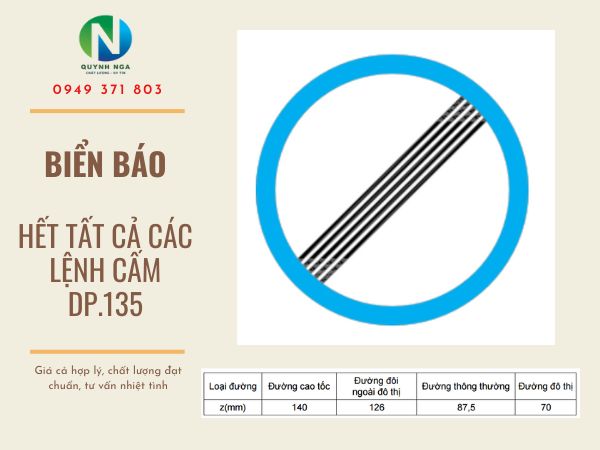 QUYNH NGA
CHẤT LƯỢNG - UY TÍN
0949 371 803
BIỂN BÁO
HẾT TẤT CẢ CÁC
LỆNH CẤM
DP.135
Giá cả hợp lý, chất lượng đạt
chuẩn, tư vấn nhiệt tình
Loại đường Đường cao tốc Đường đôi ngoài đô thị Đường thông thường Đường đô thị
z(mm) 140 126 87,5 70